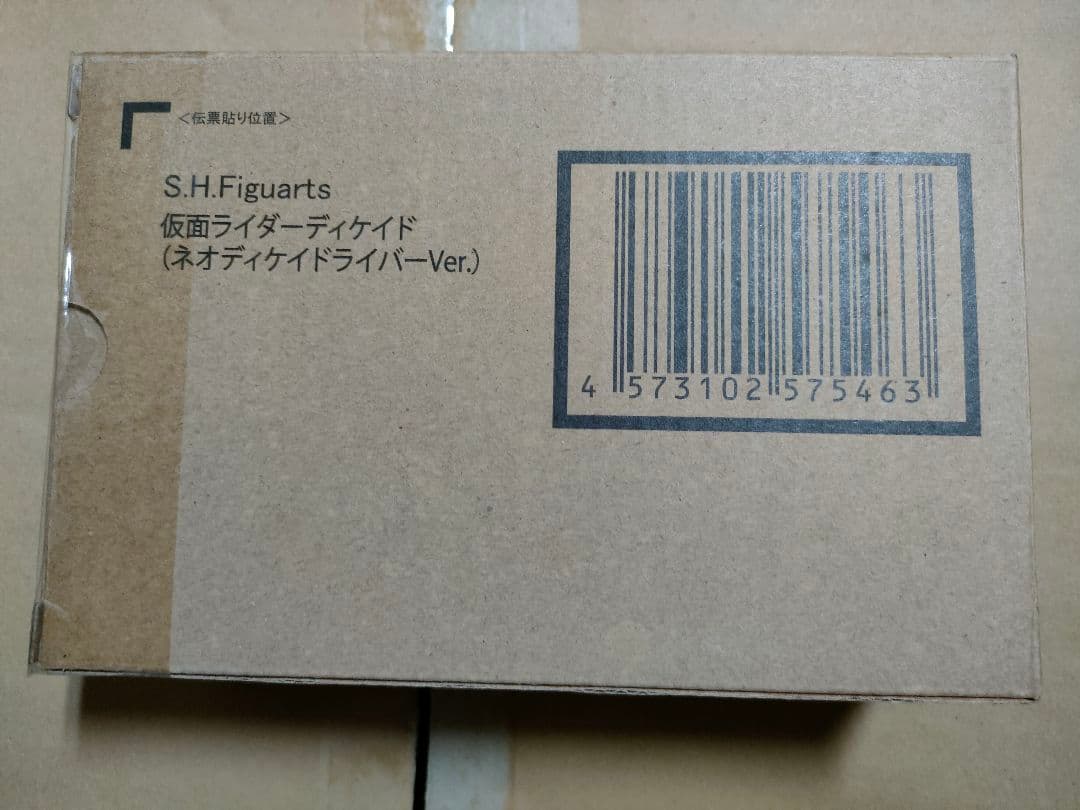 <伝票貼り位置>
S.H.Figuarts
仮面ライダーディケイド
(ネオディケイドライバーVer.)
4 573102 575463